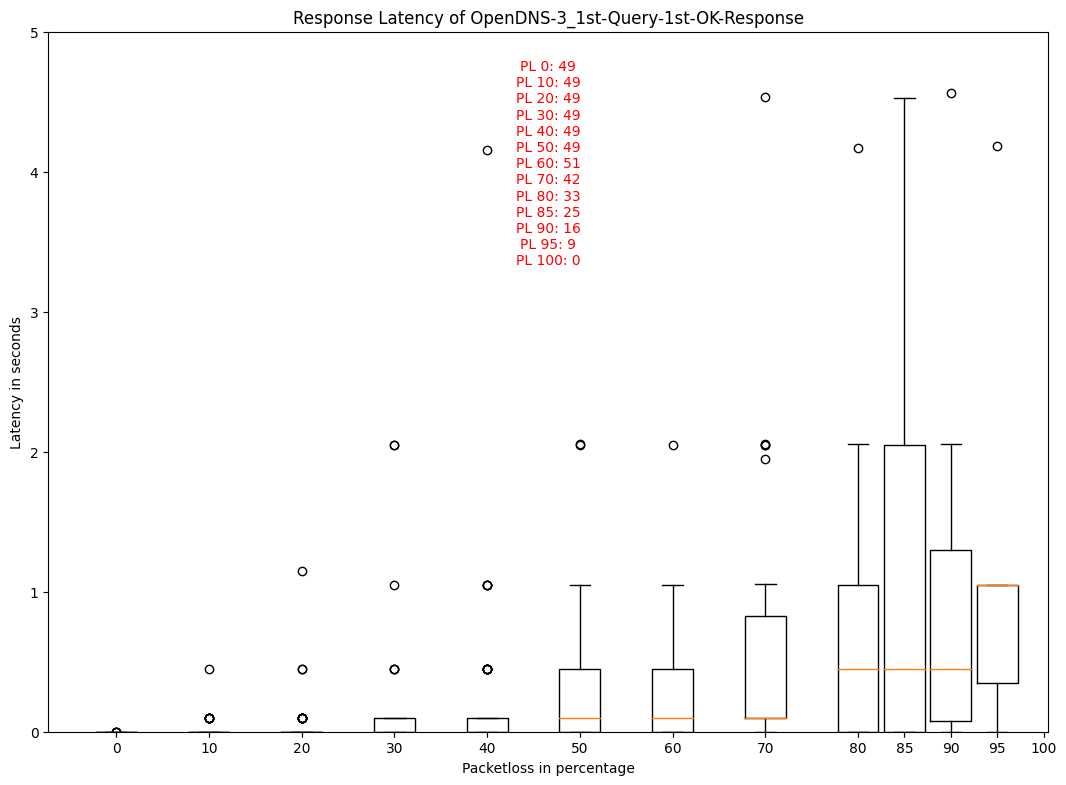 Response Latency of OpenDNS-3_1st-Query-1st-OK-Response
5
4
3
2
1
0
Latency in seconds
PL 0: 49
PL 10: 49
PL 20: 49
PL 30: 49
PL 40: 49
PL 50: 49
PL 60: 51
PL 70: 42
PL 80: 33
PL 85: 25
PL 90: 16
PL 95: 9
PL 100: 0
0 10 20 30 40 50 60 70 80 85 90 95 100
Packetloss in percentage